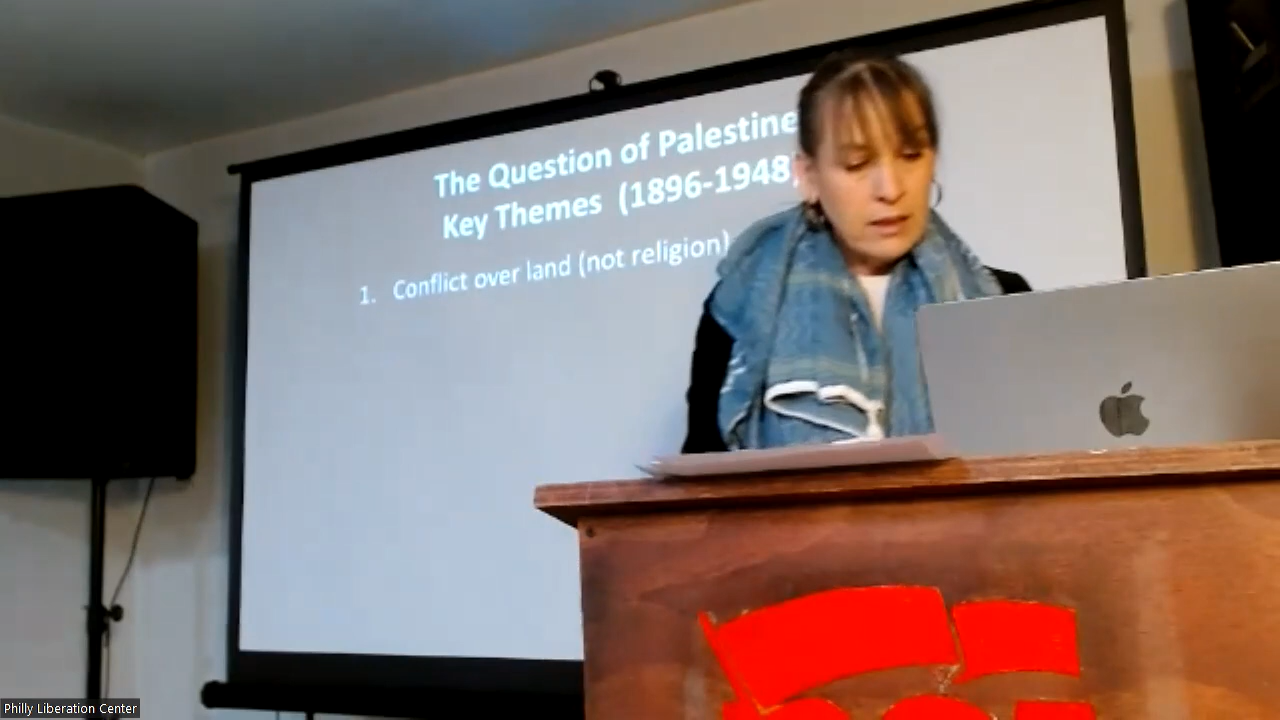 The Question of Palestine
Key Themes (1896-1948)
1. Conflict over land (not religion)
Philly Liberation Center